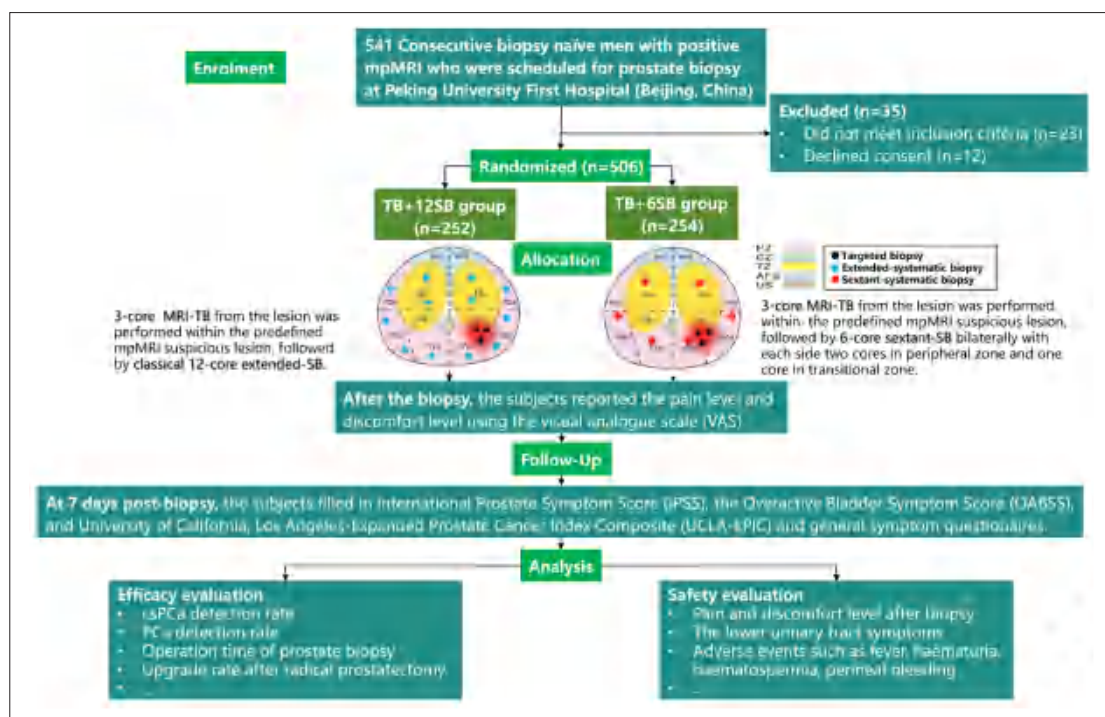 Enrolment
541 Consecutive biopsy naïve men with positive
mpMRI who were scheduled for prostate biopsy
at Peking University First Hospital (Beijing, China)
Excluded (n=35)
• Did not meet inclusion criteria (n=23)
• Declined consent (n=12)
Randomized (n=506)
TB+12SB group
(n=252)
TB+6SB group
(n=254)
Allocation
PZ
CZ
TZ
AFS
US
Targeted biopsy
Extended-systematic biopsy
Sextant-systematic biopsy
3-core MRI-TB from the lesion was
performed within the predefined
mpMRI suspicious lesion, followed
by classical 12-core extended-SB.
3-core MRI-TB from the lesion was performed
within the predefined mpMRI suspicious lesion,
followed by 6-core sextant-SB bilaterally with
each side two cores in peripheral zone and one
core in transitional zone.
After the biopsy, the subjects reported the pain level and
discomfort level using the visual analogue scale (VAS)
Follow-Up
At 7 days post-biopsy, the subjects filled in International Prostate Symptom Score (IPSS), the Overactive Bladder Symptom Score (OABSS),
and University of California, Los Angeles-Expanded Prostate Cancer Index Composite (UCLA-EPIC) and general symptom questionaires.
Analysis
Efficacy evaluation
• csPCa detection rate
• PCa detection rate
• Operation time of prostate biopsy
• Upgrade rate after radical prostatectomy
• ...
Safety evaluation
• Pain and discomfort level after biopsy
• The lower urinary tract symptoms
• Adverse events such as fever, haematuria,
haematospermia, perineal bleeding
• ...